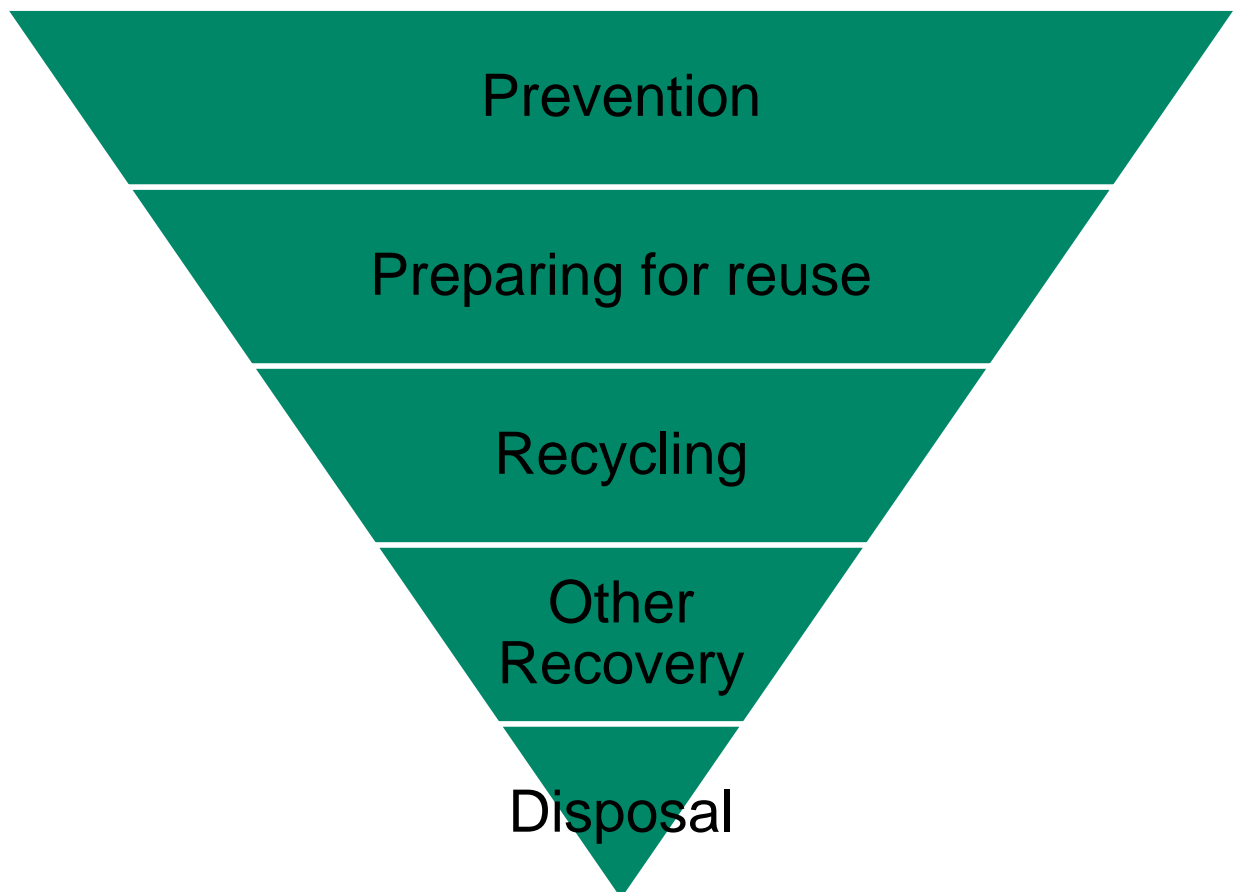 Prevention
Preparing for reuse
Recycling
Other
Recovery
Disposal